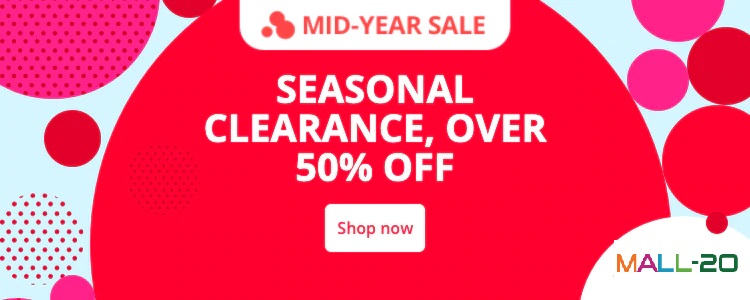 MID-YEAR SALE
SEASONAL
CLEARANCE, OVER
50% OFF
Shop now
MALL-20